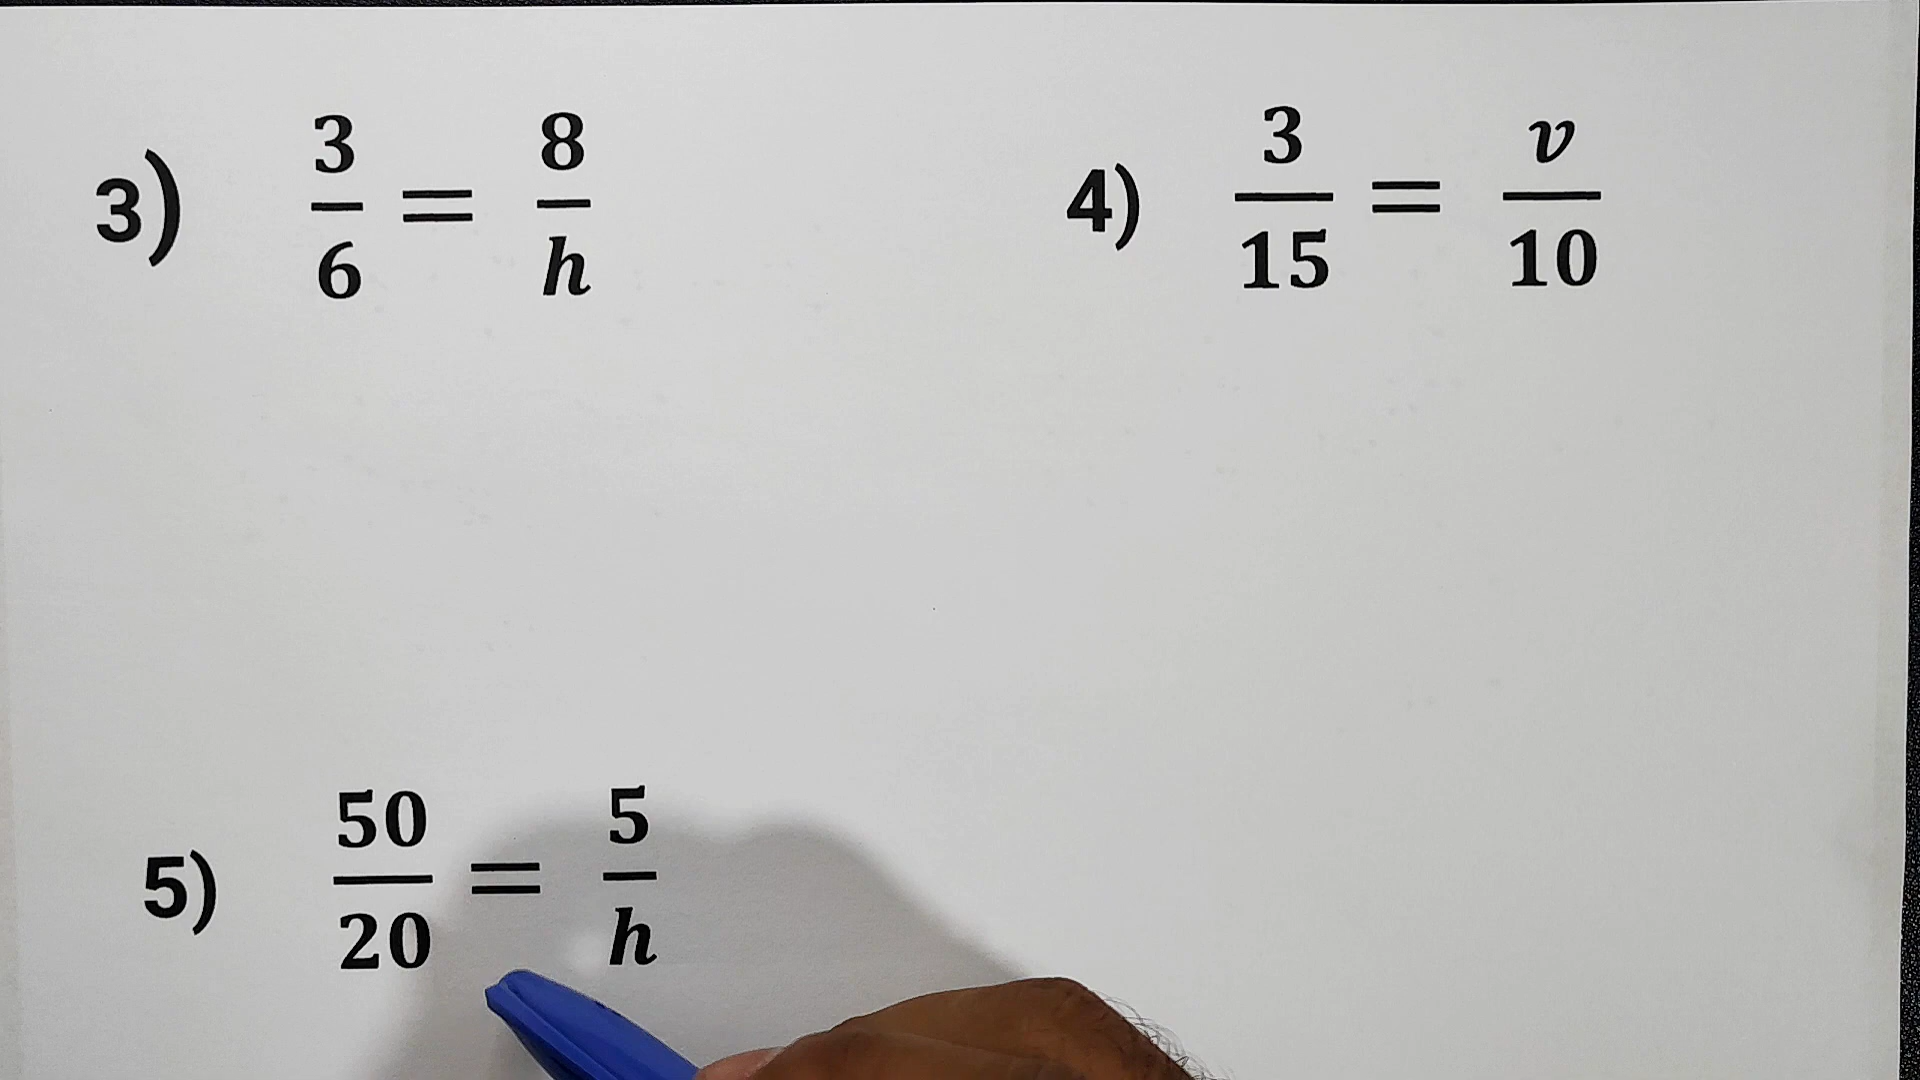 3) 3/6 = 8/h
4) 3/15 = v/10
5) 50/20 = 5/h